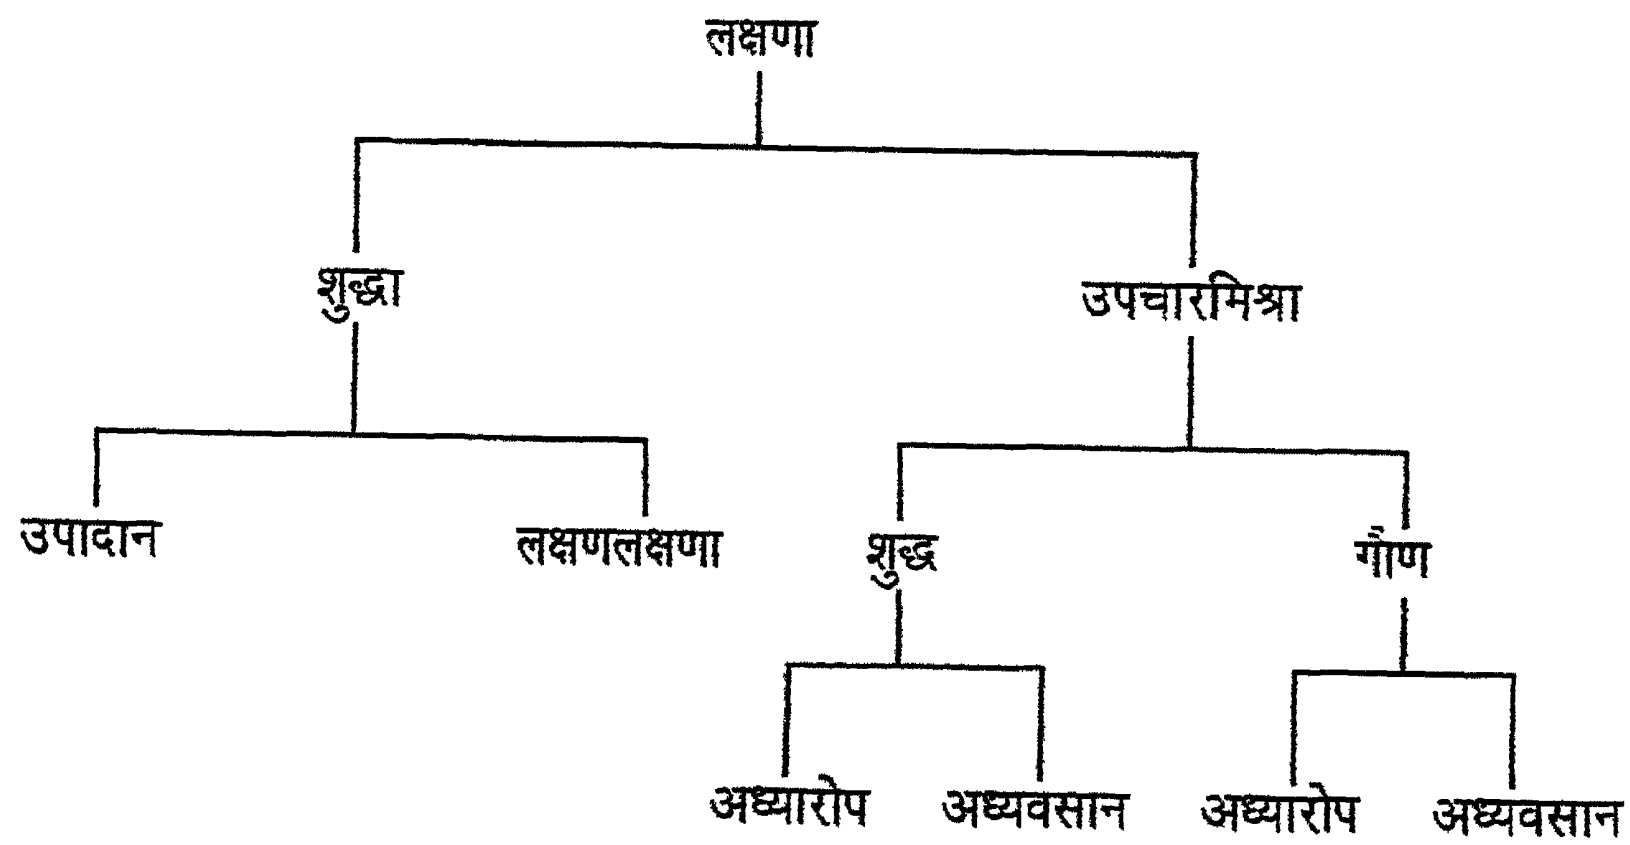 लक्षणा
शुद्धा
उपचारमिश्रा
उपादान
लक्षणलक्षणा
शुद्ध
गौण
अध्यारोप
अध्यवसान
अध्यारोप
अध्यवसान